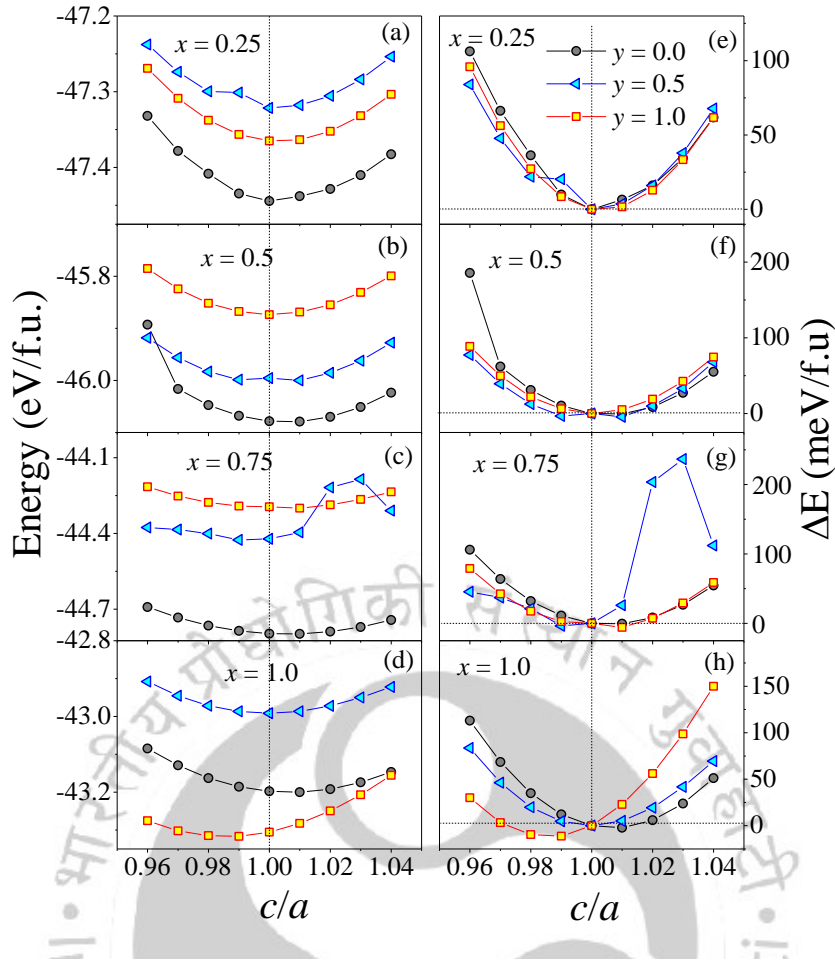 Energy (eV/f.u.)
-47.2
-47.3
-47.4
x = 0.25
(a)
-45.8
-46.0
x = 0.5
(b)
-44.1
-44.4
-44.7
x = 0.75
(c)
-42.8
-43.0
-43.2
x = 1.0
(d)
0.96 0.98 1.00 1.02 1.04
c/a
x = 0.25
(e)
y = 0.0
y = 0.5
y = 1.0
100
50
0
x = 0.5
(f)
200
100
0
x = 0.75
(g)
200
100
0
x = 1.0
(h)
150
100
50
0
0.96 0.98 1.00 1.02 1.04
c/a
ΔE (meV/f.u)
भारतीय प्रौद्योगिकी संस्थान गुवाहाटी